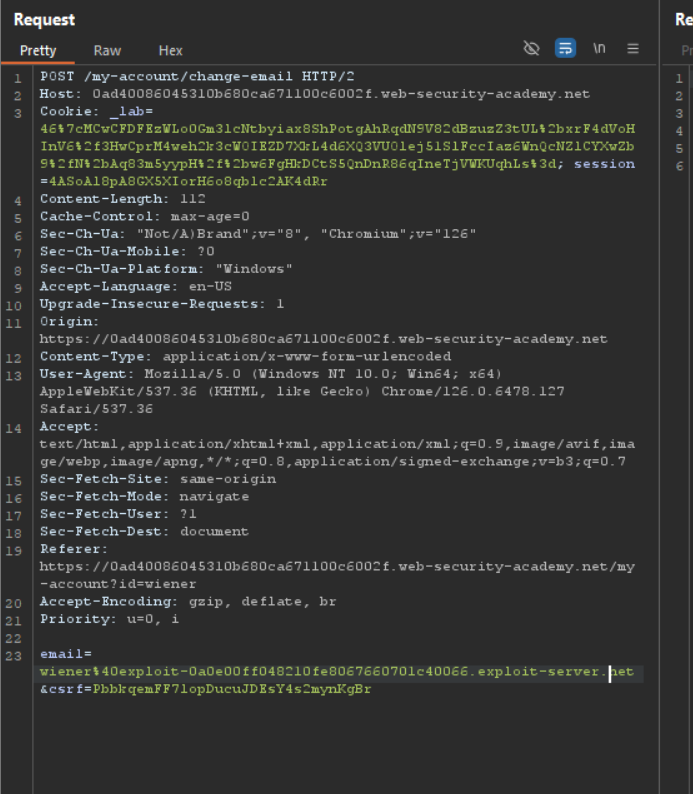 Request
Re
Pretty
Raw
Hex
\n
Pr
1 POST /my-account/change-email HTTP/2
2 Host: 0ad40086045310b680ca671100c6002f.web-security-academy.net
3 Cookie: _lab=
46%7cMCwCFDFEzWLo0Gm3lcNtbyiax8ShPotgAhRqdN9V82dBzuzZ3tUL%2bxrF4dVoH
InV6%2f3HwCprM4weh2k3cW0IEZD7XrL4d6XQ3VU0lej5lSlFccIaz6WnQcNZlCYXwZb
9%2fN%2bAq83m5yypH%2f%2bw6FgHkDCtS5QnDnR86qIneTjVWKUqhLs%3d; session
=4ASoAl8pA8GX5XIorH6o8qblc2AK4dRr
4 Content-Length: 112
5 Cache-Control: max-age=0
6 Sec-Ch-Ua: "Not/A)Brand";v="8", "Chromium";v="126"
7 Sec-Ch-Ua-Mobile: ?0
8 Sec-Ch-Ua-Platform: "Windows"
9 Accept-Language: en-US
10 Upgrade-Insecure-Requests: 1
11 Origin:
https://0ad40086045310b680ca671100c6002f.web-security-academy.net
12 Content-Type: application/x-www-form-urlencoded
13 User-Agent: Mozilla/5.0 (Windows NT 10.0; Win64; x64)
AppleWebKit/537.36 (KHTML, like Gecko) Chrome/126.0.6478.127
Safari/537.36
14 Accept:
text/html,application/xhtml+xml,application/xml;q=0.9,image/avif,ima
ge/webp,image/apng,*/*;q=0.8,application/signed-exchange;v=b3;q=0.7
15 Sec-Fetch-Site: same-origin
16 Sec-Fetch-Mode: navigate
17 Sec-Fetch-User: ?1
18 Sec-Fetch-Dest: document
19 Referer:
https://0ad40086045310b680ca671100c6002f.web-security-academy.net/my
-account?id=wiener
20 Accept-Encoding: gzip, deflate, br
21 Priority: u=0, i
22
23 email=
wiener%40exploit-0a0e00ff048210fe8067660701c40066.exploit-server.net
&csrf=PbbkqemFF7lopDucuJDEsY4s2mynKgBr
1
2
3
4
5
6